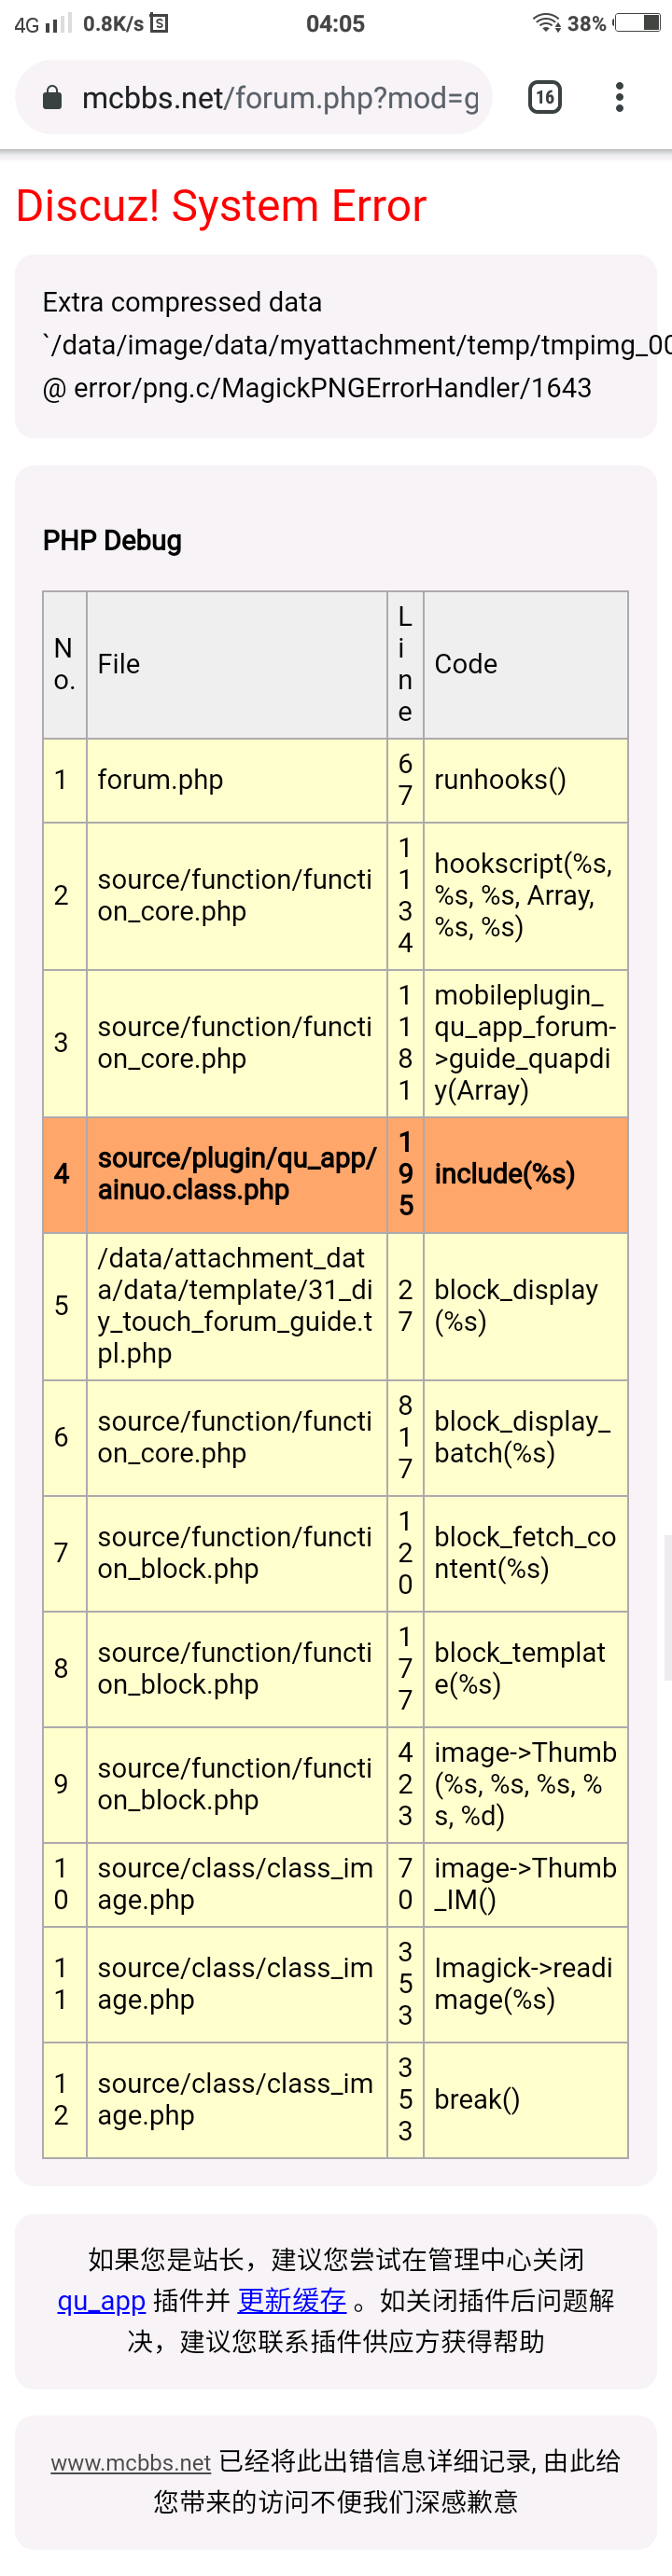 4G 0.8K/s 04:05 38%
mcbbs.net/forum.php?mod=g 16
Discuz! System Error
Extra compressed data
`/data/image/data/myattachment/temp/tmpimg_00
@ error/png.c/MagickPNGErrorHandler/1643
PHP Debug
No. File Line Code
1 forum.php 67 runhooks()
2 source/function/function_core.php 1134 hookscript(%s, %s, %s, Array, %s, %s)
3 source/function/function_core.php 1181 mobileplugin_qu_app_forum->guide_quapdiy(Array)
4 source/plugin/qu_app/ainuo.class.php 195 include(%s)
5 /data/attachment_data/data/template/31_diy_touch_forum_guide.tpl.php 27 block_display(%s)
6 source/function/function_core.php 817 block_display_batch(%s)
7 source/function/function_block.php 120 block_fetch_content(%s)
8 source/function/function_block.php 177 block_template(%s)
9 source/function/function_block.php 423 image->Thumb(%s, %s, %s, %s, %d)
10 source/class/class_image.php 70 image->Thumb_IM()
11 source/class/class_image.php 353 Imagick->readimage(%s)
12 source/class/class_image.php 353 break()
如果您是站长，建议您尝试在管理中心关闭
qu_app 插件并 更新缓存 。如关闭插件后问题解
决，建议您联系插件供应方获得帮助
www.mcbbs.net 已经将此出错信息详细记录, 由此给
您带来的访问不便我们深感歉意